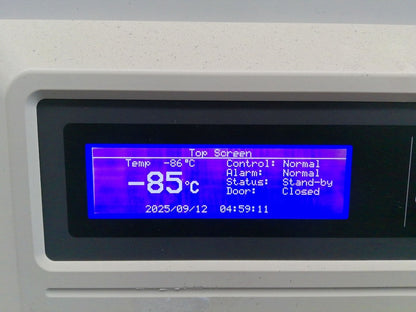 Top Screen
Temp -86°C Control: Normal
Alarm: Normal
-85°C Status: Stand-by
Door: Closed
2025/09/12 04:59:11